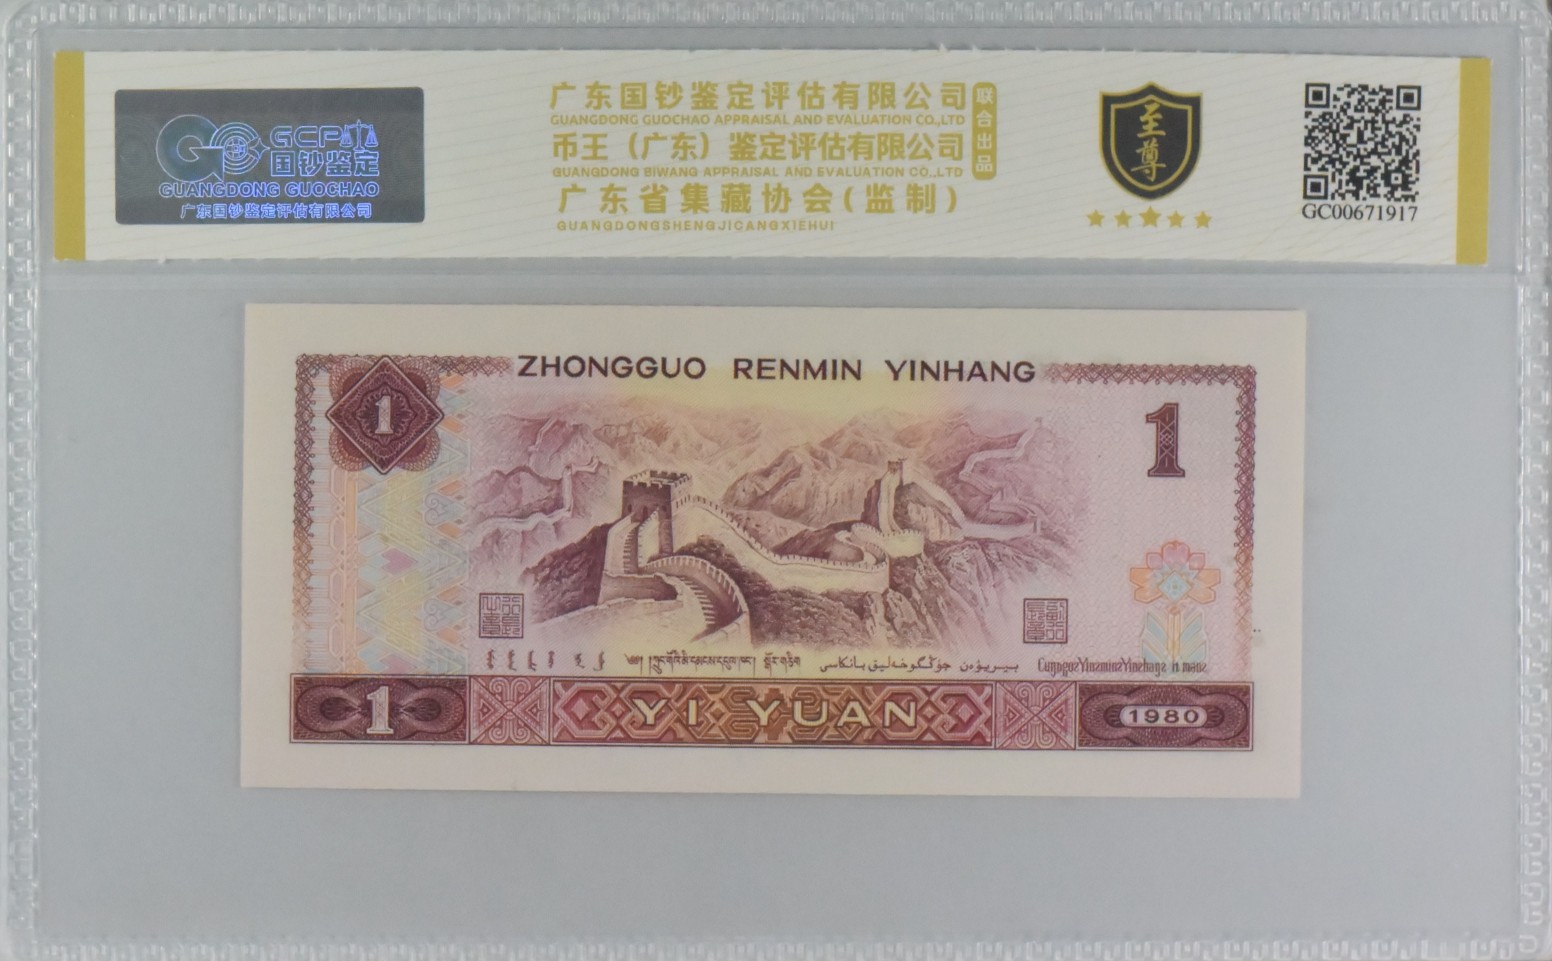 GCP
国钞鉴定
GUANGDONG GUOCHAO
广东国钞鉴定评估有限公司
广东国钞鉴定评估有限公司
GUANGDONG GUOCHAO APPRAISAL AND EVALUATION CO.,LTD
币王（广东）鉴定评估有限公司
GUANGDONG BIWANG APPRAISAL AND EVALUATION CO.,LTD
广东省集藏协会(监制)
GUANGDONGSHENGJICANGXIEHUI
联合出品
至尊
GC00671917
ZHONGGUO RENMIN YINHANG
1
1
1
YI YUAN
1980